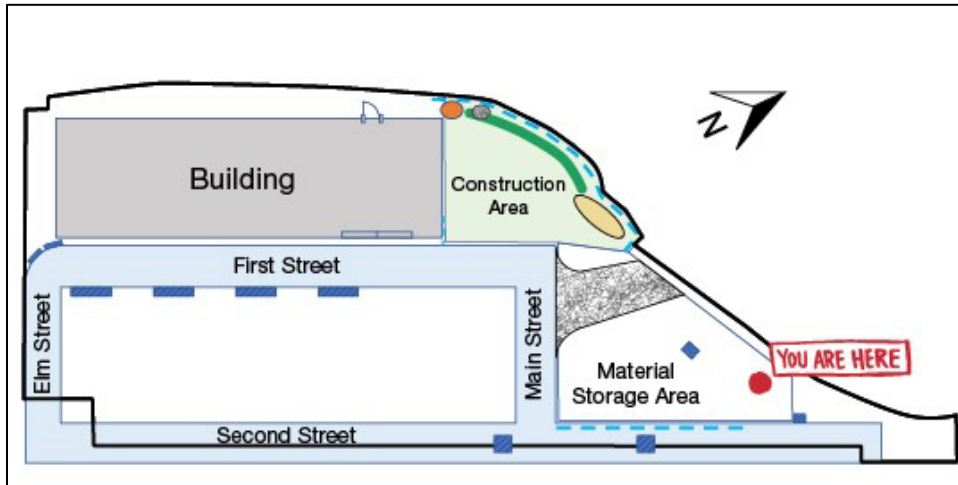 N
Building
Construction
Area
First Street
Elm Street
Main Street
YOU ARE HERE
Material
Storage Area
Second Street